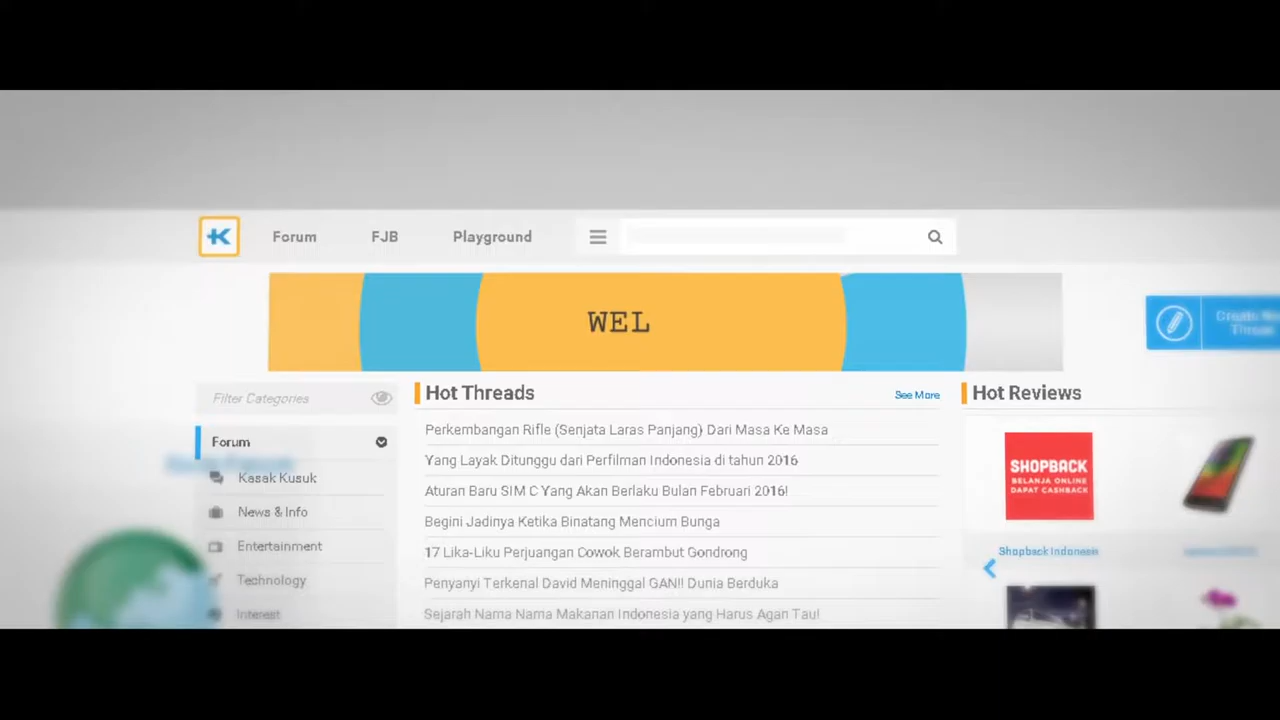 K
Forum
FJB
Playground
WEL
Filter Categories
Hot Threads
See More
Hot Reviews
Forum
Perkembangan Rifle (Senjata Laras Panjang) Dari Masa Ke Masa
Kasak Kusuk
Yang Layak Ditunggu dari Perfilman Indonesia di tahun 2016
SHOPBACK
BELANJA ONLINE
DAPAT CASHBACK
News & Info
Aturan Baru SIM C Yang Akan Berlaku Bulan Februari 2016!
Begini Jadinya Ketika Binatang Mencium Bunga
Entertainment
17 Lika-Liku Perjuangan Cowok Berambut Gondrong
Shopback Indonesia
Technology
Penyanyi Terkenal David Meninggal GAN!! Dunia Berduka
Interest
Sejarah Nama Nama Makanan Indonesia yang Harus Agan Tau!